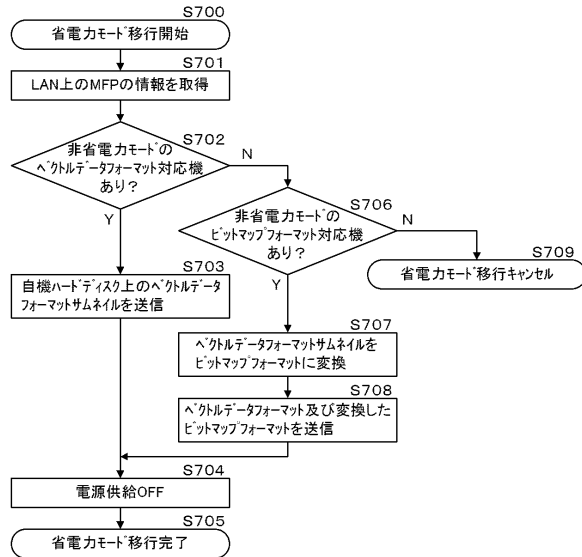 S700
省電力モード移行開始
S701
LAN上のMFPの情報を取得
S702
非省電力モードの
ベクトルデータフォーマット対応機
あり？
N
Y
S706
非省電力モードの
ビットマップフォーマット対応機
あり？
N
Y
S709
省電力モード移行キャンセル
S703
自機ハードディスク上のベクトルデータ
フォーマットサムネイルを送信
S707
ベクトルデータフォーマットサムネイルを
ビットマップフォーマットに変換
S708
ベクトルデータフォーマット及び変換した
ビットマップフォーマットを送信
S704
電源供給OFF
S705
省電力モード移行完了